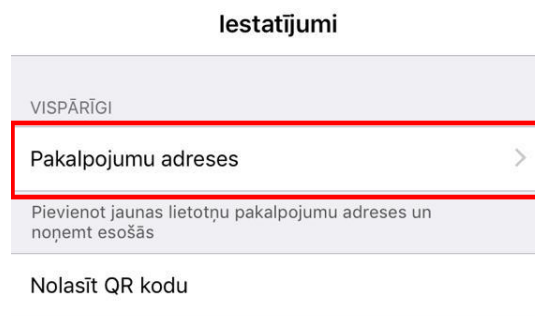 Iestatījumi
VISPĀRĪGI
Pakalpojumu adreses
Pievienot jaunas lietotņu pakalpojumu adreses un
noņemt esošās
Nolasīt QR kodu